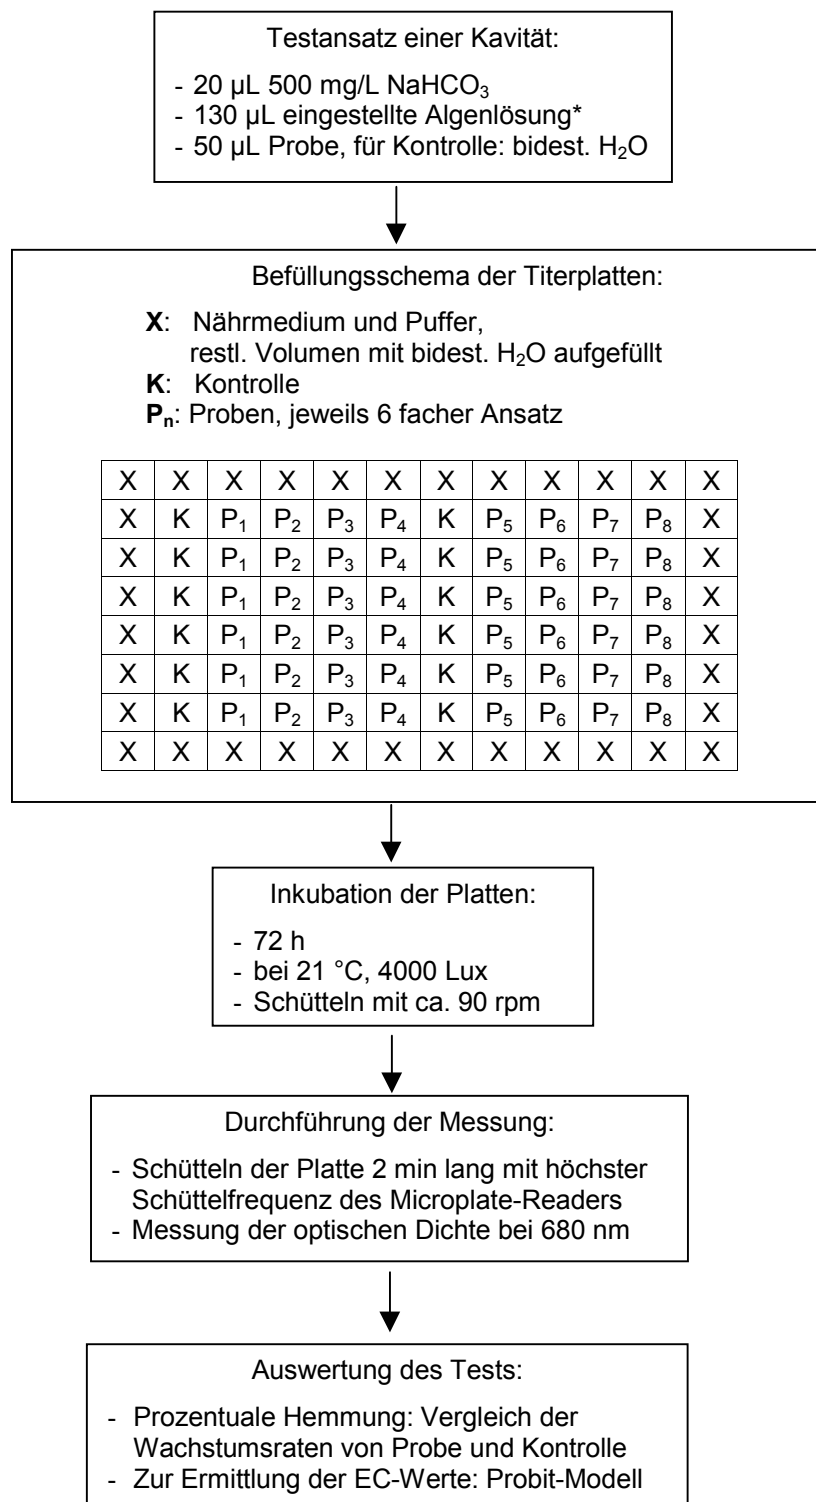 Testansatz einer Kavität:
- 20 µL 500 mg/L NaHCO₃
- 130 µL eingestellte Algenlösung*
- 50 µL Probe, für Kontrolle: bidest. H₂O
Befüllungsschema der Titerplatten:
X: Nährmedium und Puffer,
restl. Volumen mit bidest. H₂O aufgefüllt
K: Kontrolle
Pₙ: Proben, jeweils 6 facher Ansatz
X X X X X X X X X X X X
X K P₁ P₂ P₃ P₄ K P₅ P₆ P₇ P₈ X
X K P₁ P₂ P₃ P₄ K P₅ P₆ P₇ P₈ X
X K P₁ P₂ P₃ P₄ K P₅ P₆ P₇ P₈ X
X K P₁ P₂ P₃ P₄ K P₅ P₆ P₇ P₈ X
X K P₁ P₂ P₃ P₄ K P₅ P₆ P₇ P₈ X
X K P₁ P₂ P₃ P₄ K P₅ P₆ P₇ P₈ X
X X X X X X X X X X X X
Inkubation der Platten:
- 72 h
- bei 21 °C, 4000 Lux
- Schütteln mit ca. 90 rpm
Durchführung der Messung:
- Schütteln der Platte 2 min lang mit höchster
Schüttelfrequenz des Microplate-Readers
- Messung der optischen Dichte bei 680 nm
Auswertung des Tests:
- Prozentuale Hemmung: Vergleich der
Wachstumsraten von Probe und Kontrolle
- Zur Ermittlung der EC-Werte: Probit-Modell